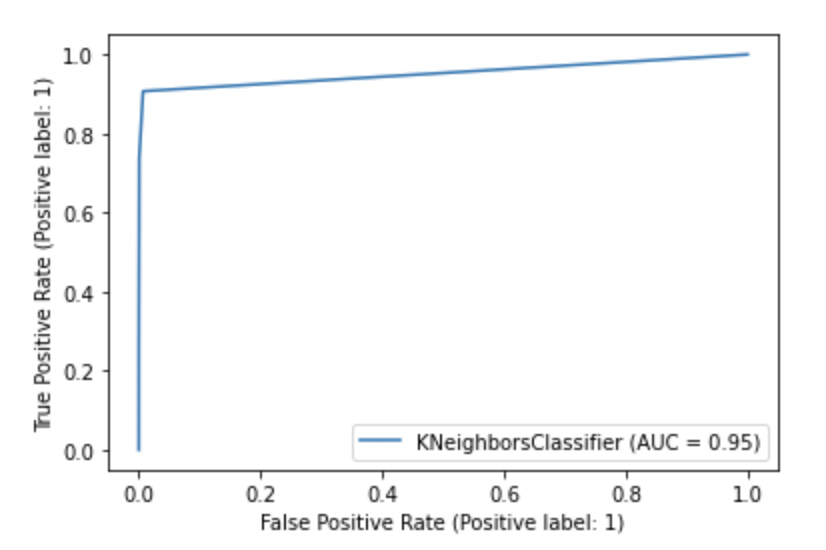 1.0
0.8
0.6
0.4
0.2
0.0
True Positive Rate (Positive label: 1)
KNeighborsClassifier (AUC = 0.95)
0.0 0.2 0.4 0.6 0.8 1.0
False Positive Rate (Positive label: 1)